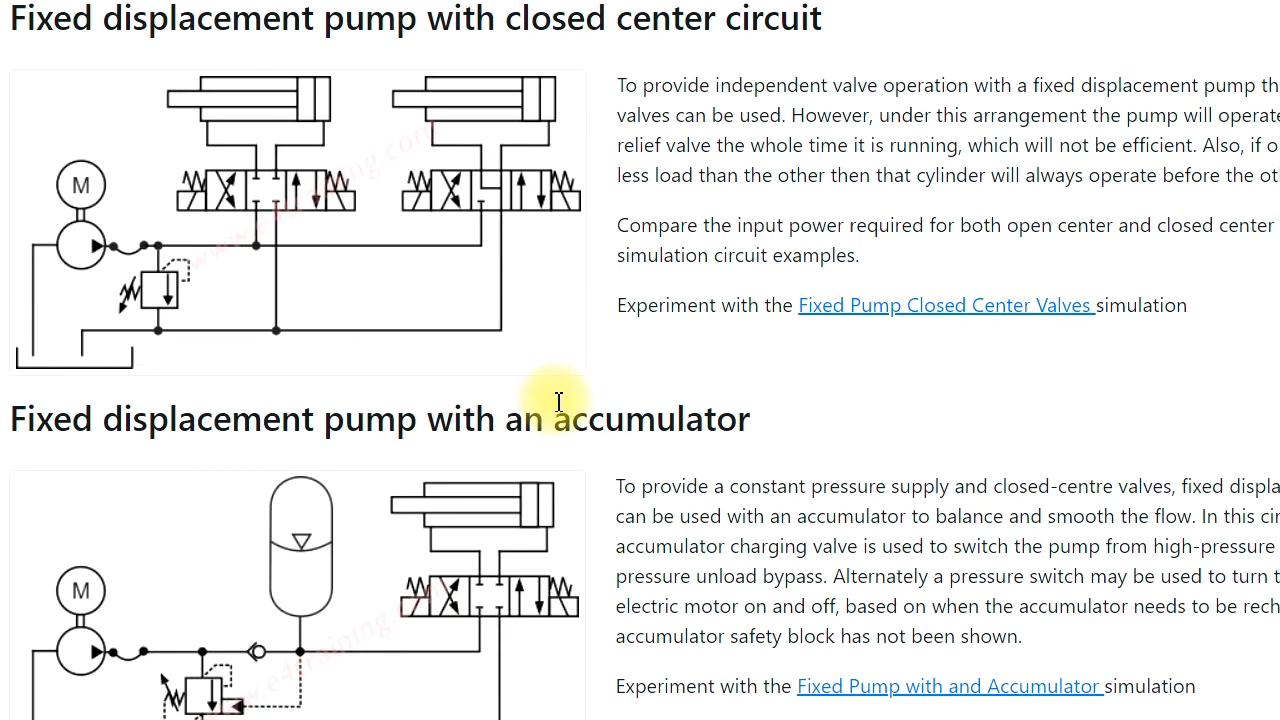 Fixed displacement pump with closed center circuit
To provide independent valve operation with a fixed displacement pump th
valves can be used. However, under this arrangement the pump will operate
relief valve the whole time it is running, which will not be efficient. Also, if o
less load than the other then that cylinder will always operate before the ot
Compare the input power required for both open center and closed center
simulation circuit examples.
Experiment with the Fixed Pump Closed Center Valves simulation
M
www.e4training.com
Fixed displacement pump with an accumulator
To provide a constant pressure supply and closed-centre valves, fixed displa
can be used with an accumulator to balance and smooth the flow. In this cir
accumulator charging valve is used to switch the pump from high-pressure
pressure unload bypass. Alternately a pressure switch may be used to turn t
electric motor on and off, based on when the accumulator needs to be rech
accumulator safety block has not been shown.
Experiment with the Fixed Pump with and Accumulator simulation
M
www.e4training.com